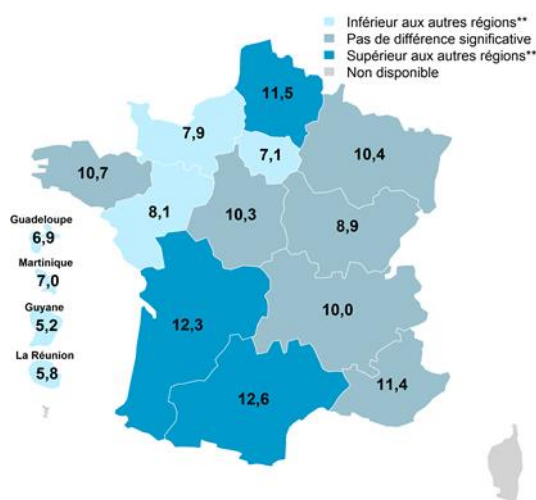 Inférieur aux autres régions**
Pas de différence significative
Supérieur aux autres régions**
Non disponible
11,5
7,9
7,1
10,4
10,7
8,1
10,3
8,9
Guadeloupe
6,9
Martinique
7,0
Guyane
5,2
La Réunion
5,8
10,0
12,3
11,4
12,6